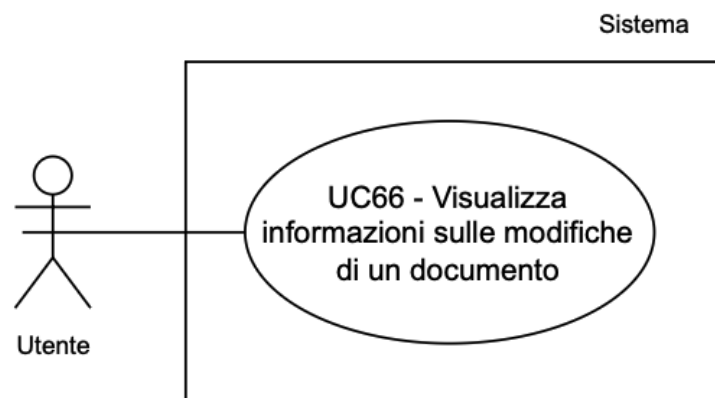 Sistema
UC66 - Visualizza
informazioni sulle modifiche
di un documento
Utente